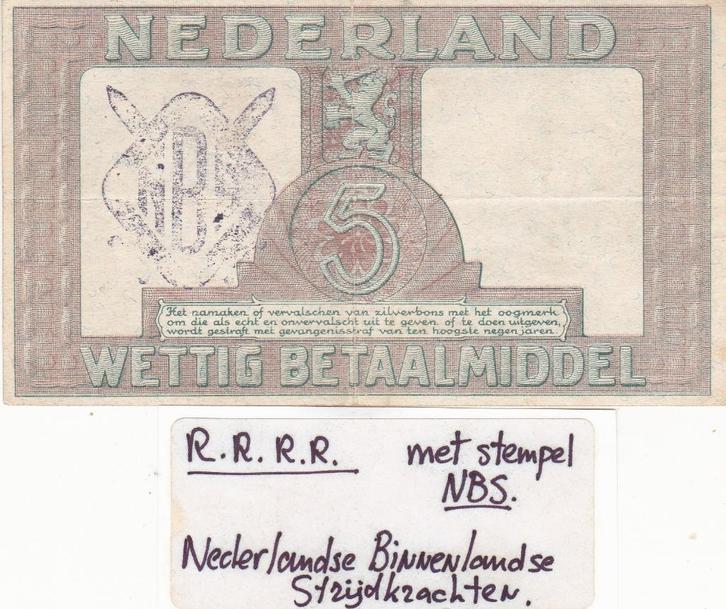 NEDERLAND
5
Het namaken of vervalschen van zilverbons met het oogmerk
om die als echt en onvervalscht uit te geven, of te doen uitgeven,
wordt gestraft met gevangenisstraf van ten hoogste negen jaren.
WETTIG BETAALMIDDEL
R.R.R.R. met stempel
NBS.
Nederlandse Binnenlandse
Strijdkrachten.